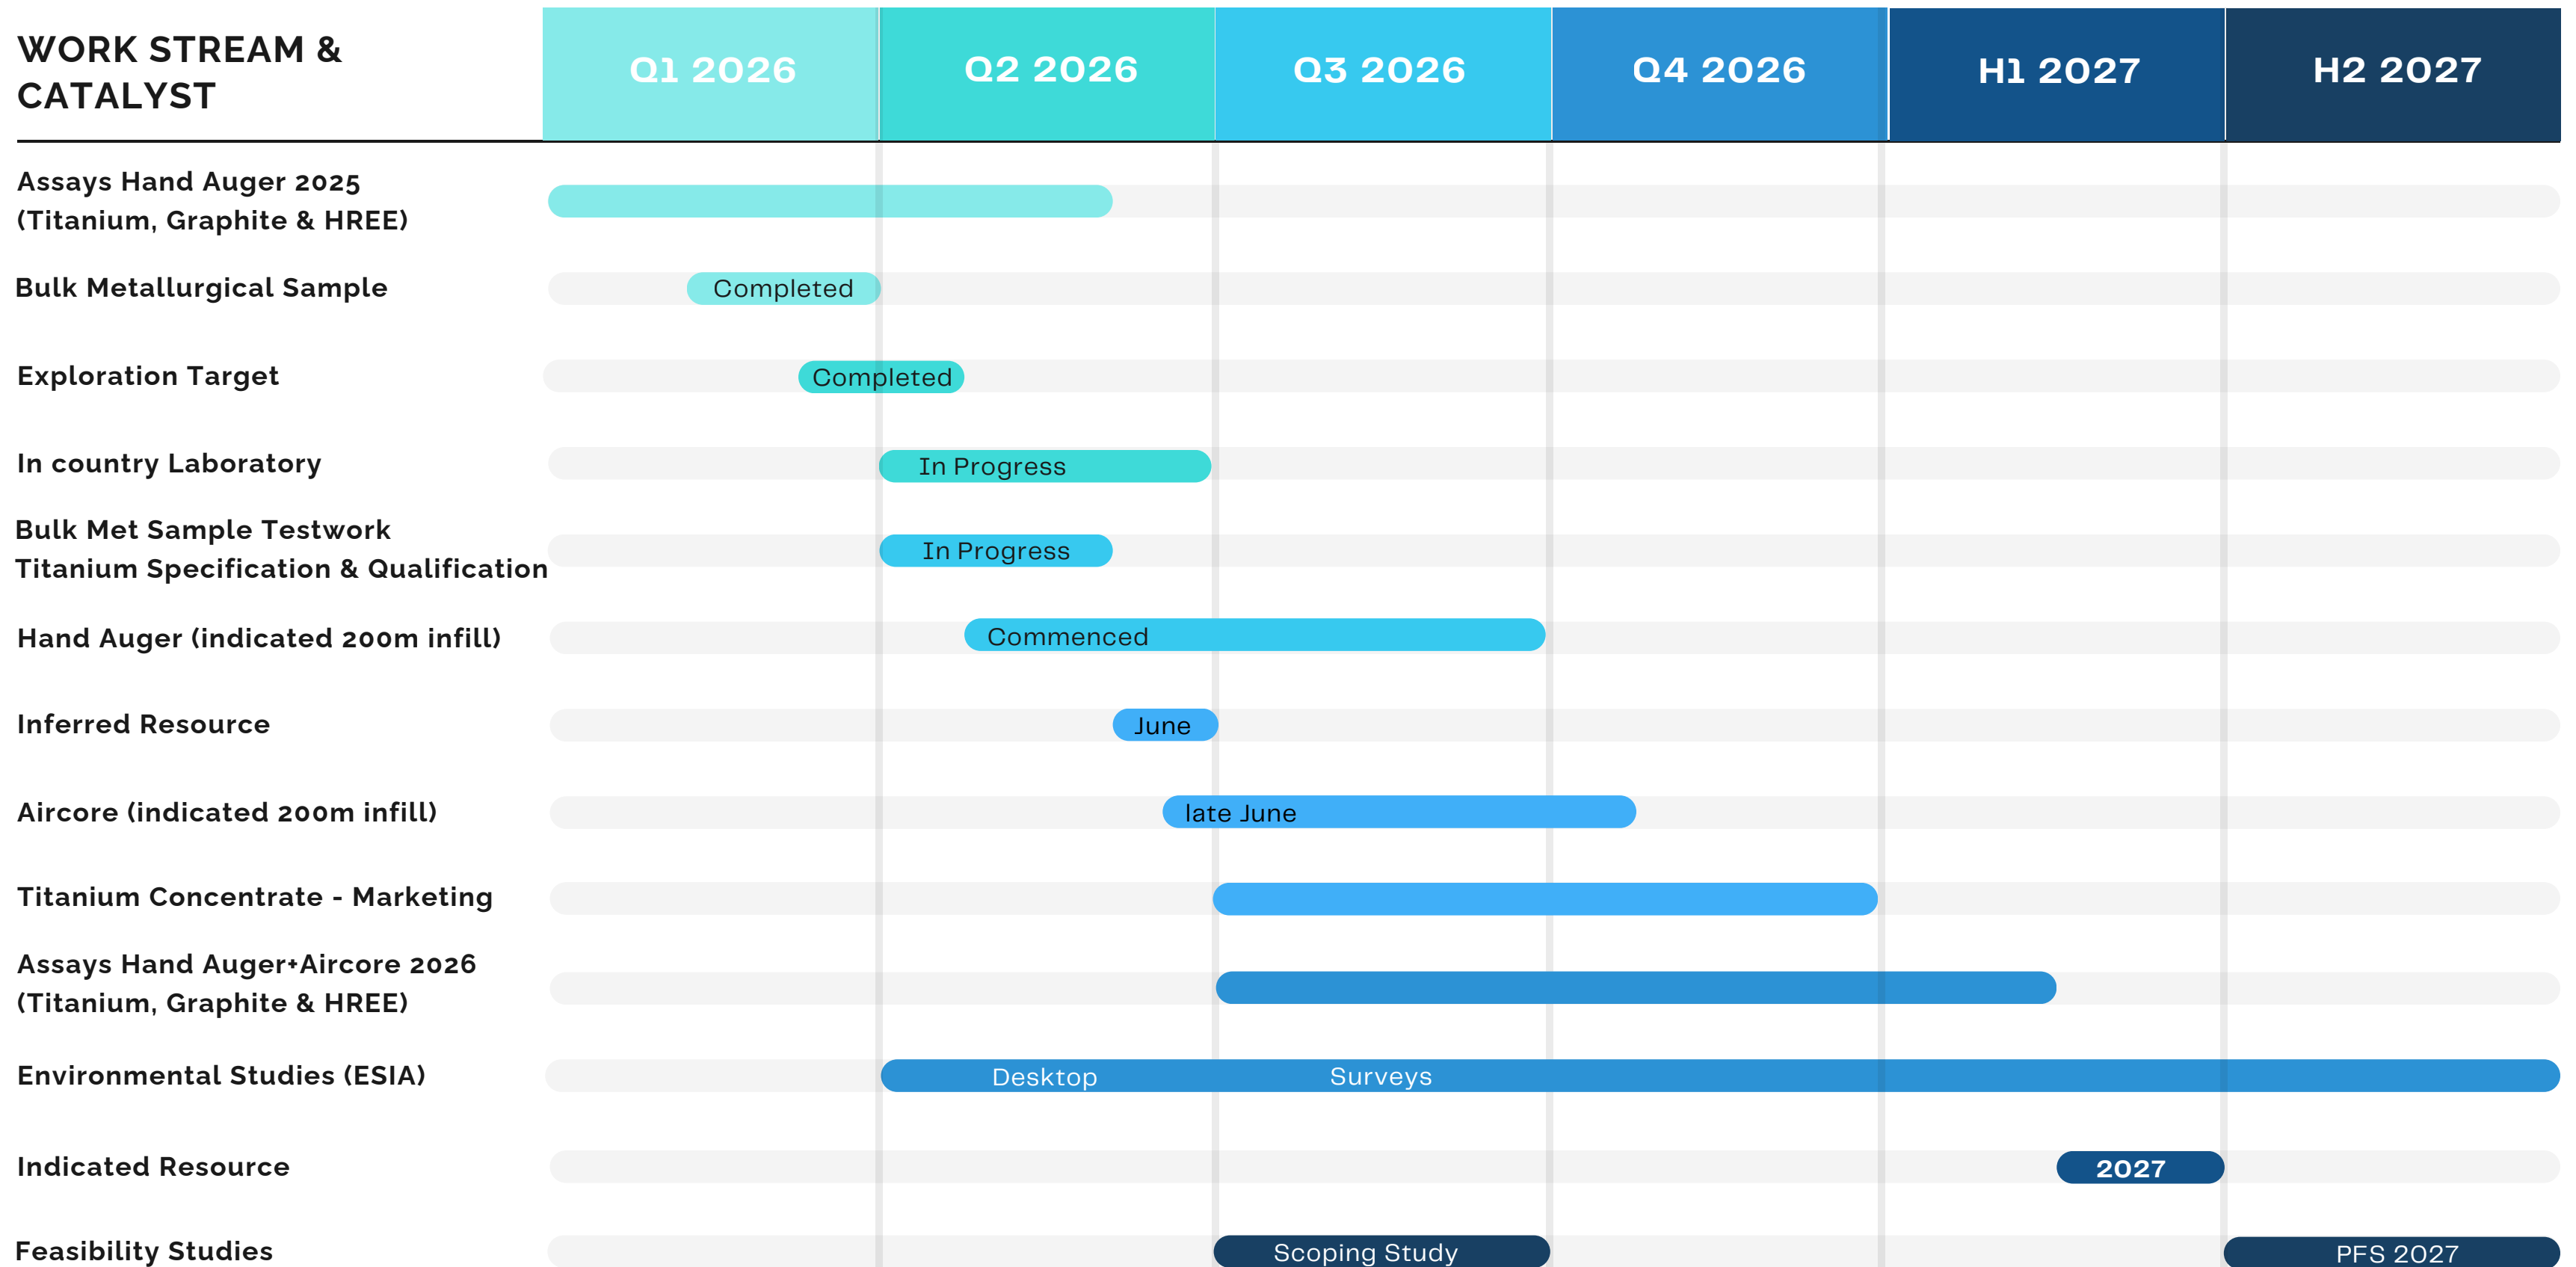 WORK STREAM &
CATALYST
Q1 2026
Q2 2026
Q3 2026
Q4 2026
H1 2027
H2 2027
Assays Hand Auger 2025
(Titanium, Graphite & HREE)
Bulk Metallurgical Sample
Completed
Exploration Target
Completed
In country Laboratory
In Progress
Bulk Met Sample Testwork
Titanium Specification & Qualification
In Progress
Hand Auger (indicated 200m infill)
Commenced
Inferred Resource
June
Aircore (indicated 200m infill)
late June
Titanium Concentrate - Marketing
Assays Hand Auger+Aircore 2026
(Titanium, Graphite & HREE)
Environmental Studies (ESIA)
Desktop
Surveys
Indicated Resource
2027
Feasibility Studies
Scoping Study
PFS 2027